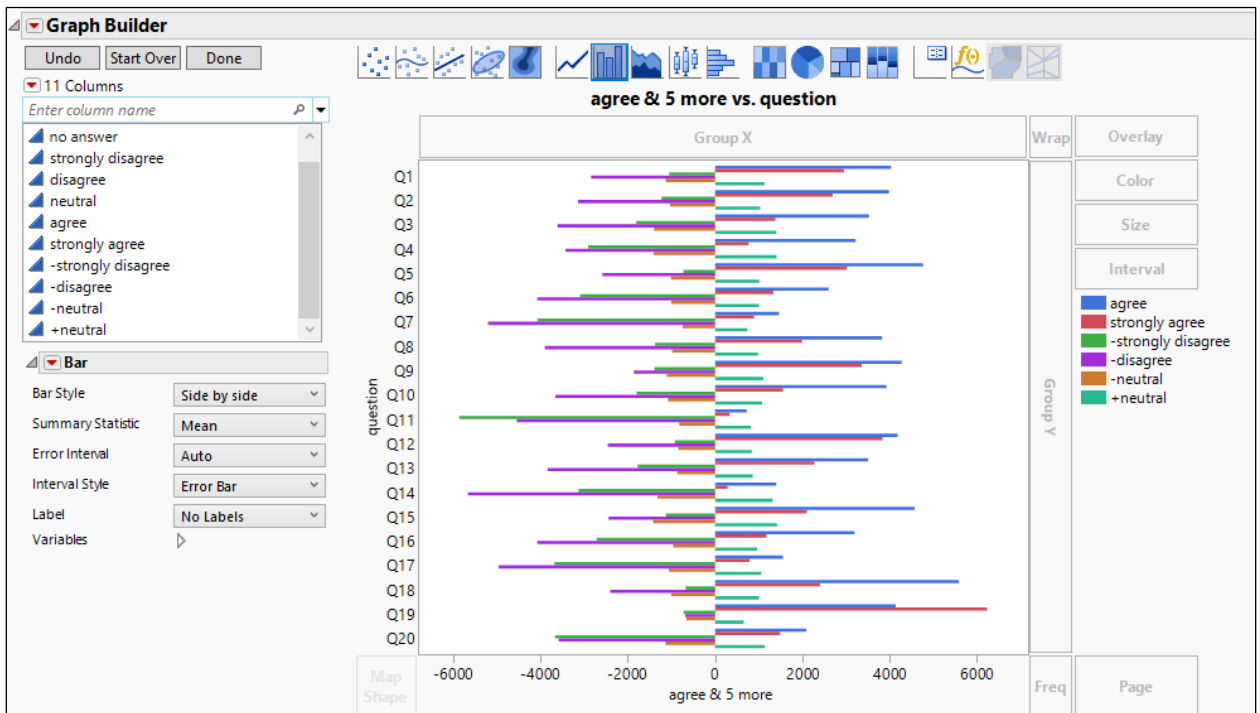 Graph Builder
Undo Start Over Done
11 Columns
Enter column name
no answer
strongly disagree
disagree
neutral
agree
strongly agree
-strongly disagree
-disagree
-neutral
+neutral
Bar
Bar Style Side by side
Summary Statistic Mean
Error Interval Auto
Interval Style Error Bar
Label No Labels
Variables
f()
agree & 5 more vs. question
Group X
Wrap
Overlay
Color
Size
Interval
agree
strongly agree
-strongly disagree
-disagree
-neutral
+neutral
question
Q1
Q2
Q3
Q4
Q5
Q6
Q7
Q8
Q9
Q10
Q11
Q12
Q13
Q14
Q15
Q16
Q17
Q18
Q19
Q20
Group Y
Map
Shape
-6000 -4000 -2000 0 2000 4000 6000
agree & 5 more
Freq
Page